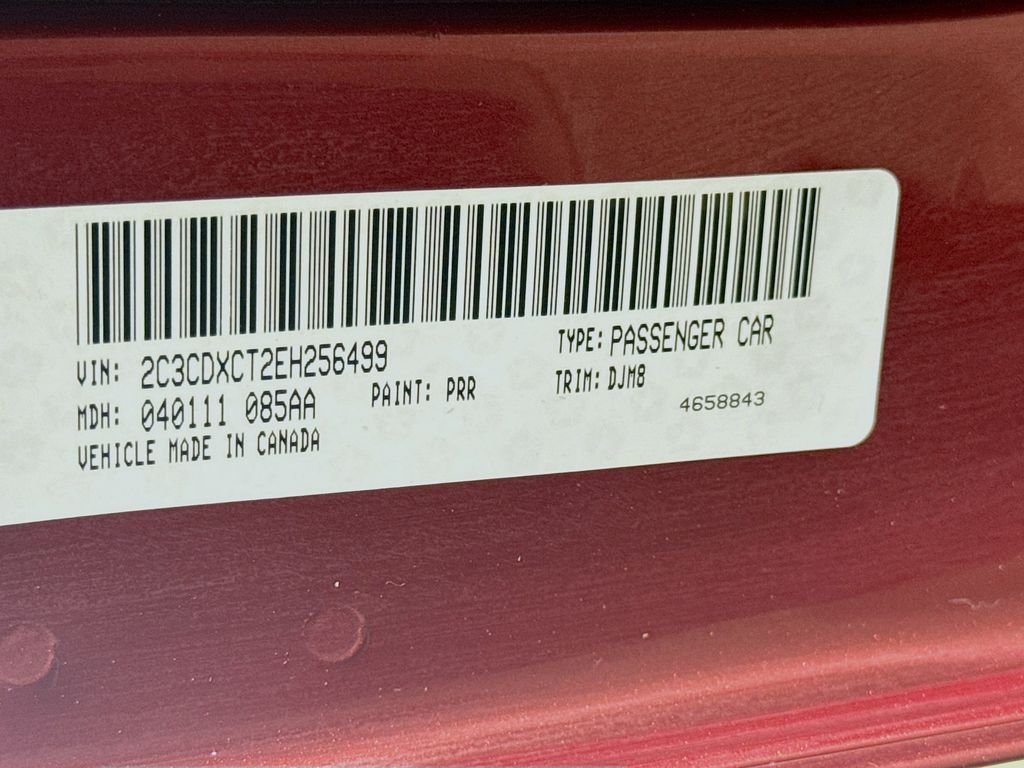 VIN: 2C3CDXCT2EH256499
TYPE: PASSENGER CAR
MDH: 040111 085AA
PAINT: PRR
TRIM: DJM8
4658843
VEHICLE MADE IN CANADA